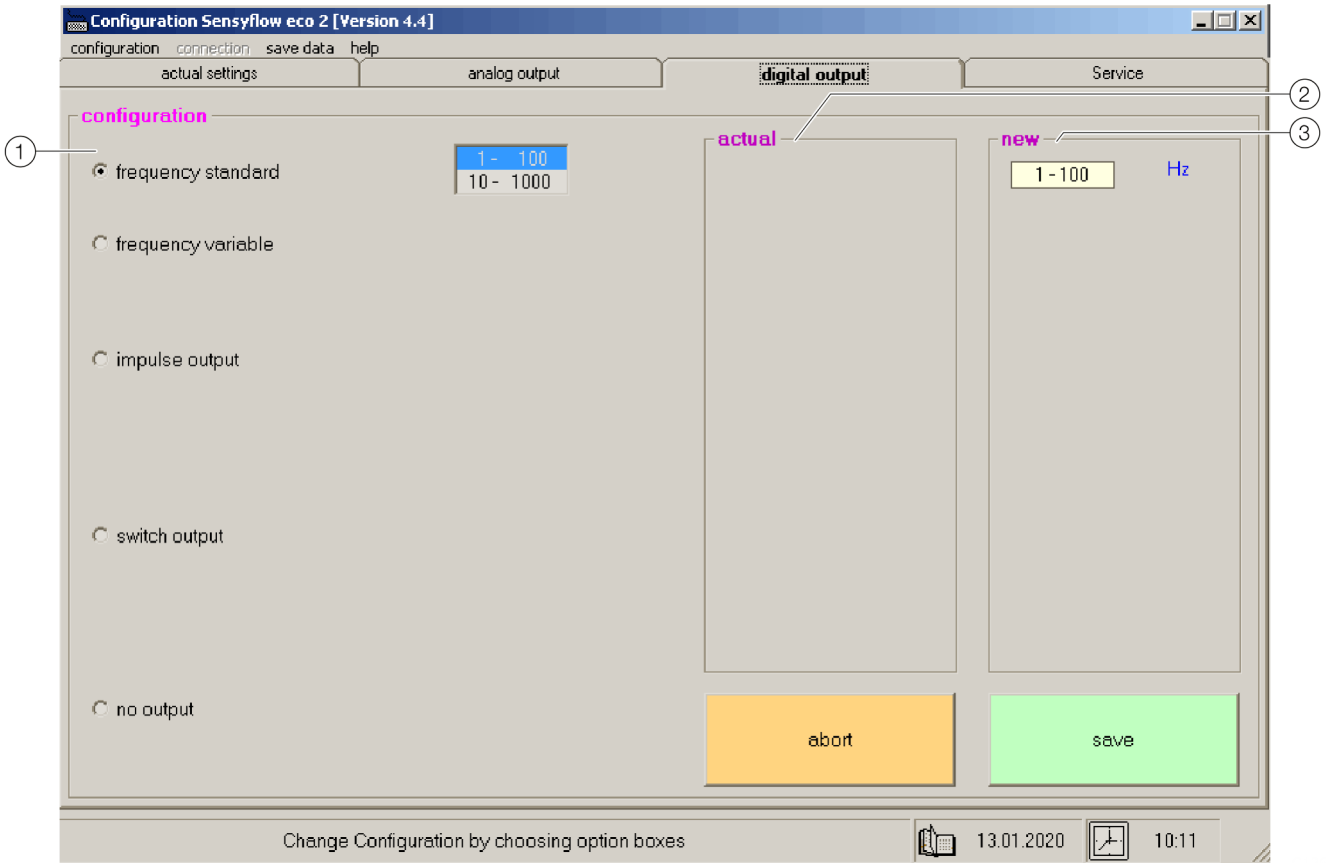 Configuration Sensyflow eco 2 [Version 4.4]
configuration connection save data help
actual settings analog output digital output Service
configuration
actual
new
1
2
3
frequency standard
1 - 100
10 - 1000
1 - 100 Hz
frequency variable
impulse output
switch output
no output
abort
save
Change Configuration by choosing option boxes
13.01.2020
10:11